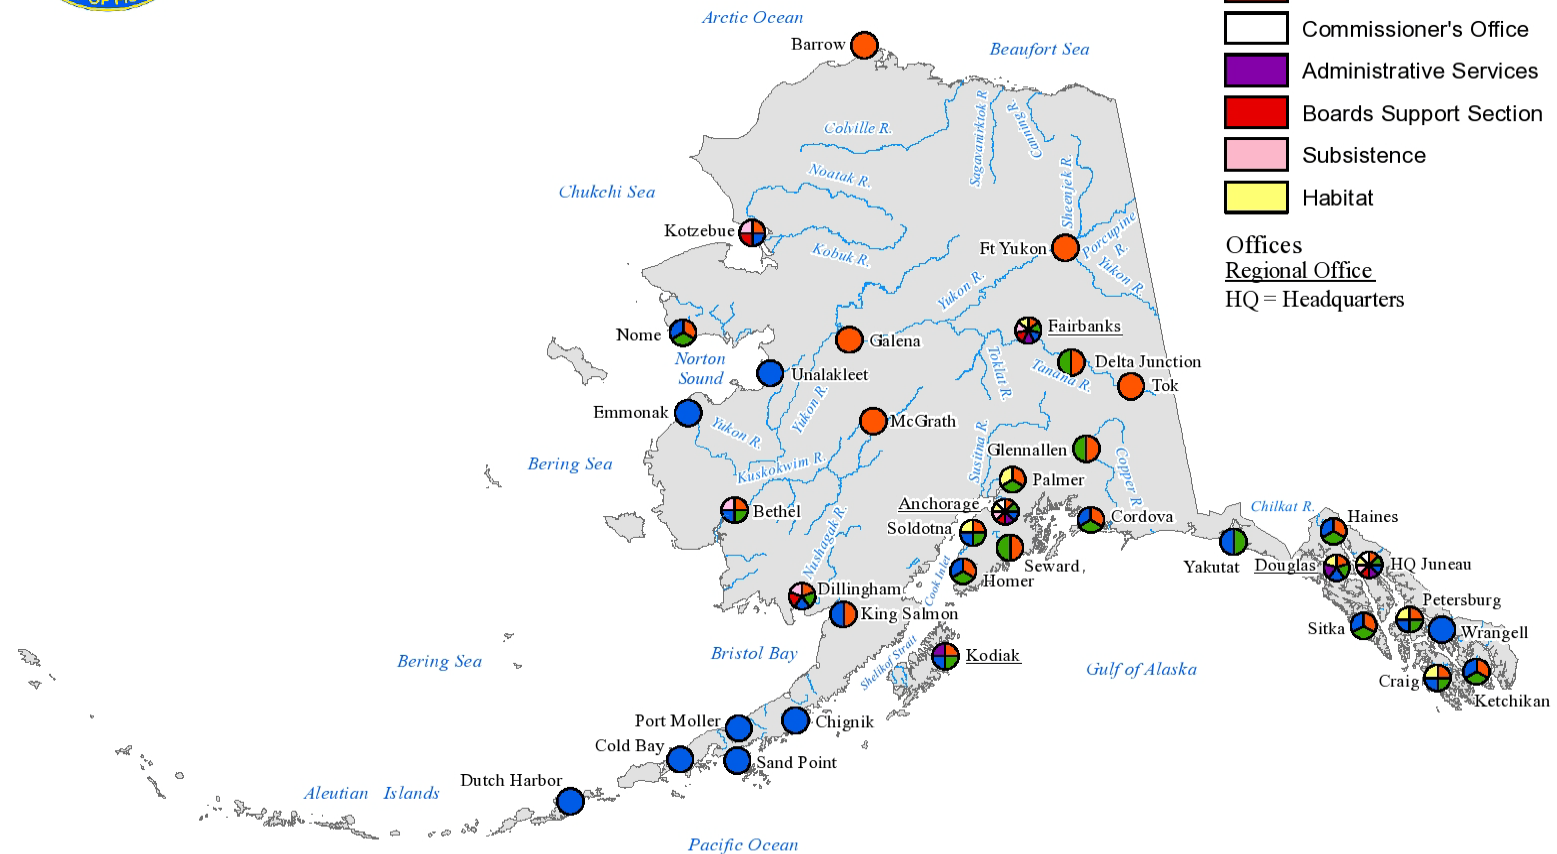 Arctic Ocean
Barrow
Beaufort Sea
Commissioner's Office
Administrative Services
Boards Support Section
Subsistence
Habitat
Offices
Regional Office
HQ = Headquarters
Colville R.
Sagavanirktok R
Canning R.
Sheenjek R.
Noatak R.
Chukchi Sea
Kotzebue
Kobuk R.
Ft Yukon
Porcupine
R.
Yukon R.
Yukon R.
Nome
Norton
Sound
Galena
Fairbanks
Unalakleet
Toklat R.
Tanana R.
Delta Junction
Tok
Emmonak
Yukon R.
Yukon R.
McGrath
Bering Sea
Kuskokwim R.
Susitna R.
Glennallen
Copper R.
Palmer
Bethel
Nushagak R.
Anchorage
Soldotna
Cordova
Chilkat R.
Haines
Seward,
Homer
Cook Inlet
Yakutat
Douglas
HQ Juneau
Dillingham
King Salmon
Petersburg
Sitka
Wrangell
Bering Sea
Bristol Bay
Shelikof Strait
Kodiak
Gulf of Alaska
Craig
Ketchikan
Port Moller
Chignik
Cold Bay
Sand Point
Dutch Harbor
Aleutian Islands
Pacific Ocean